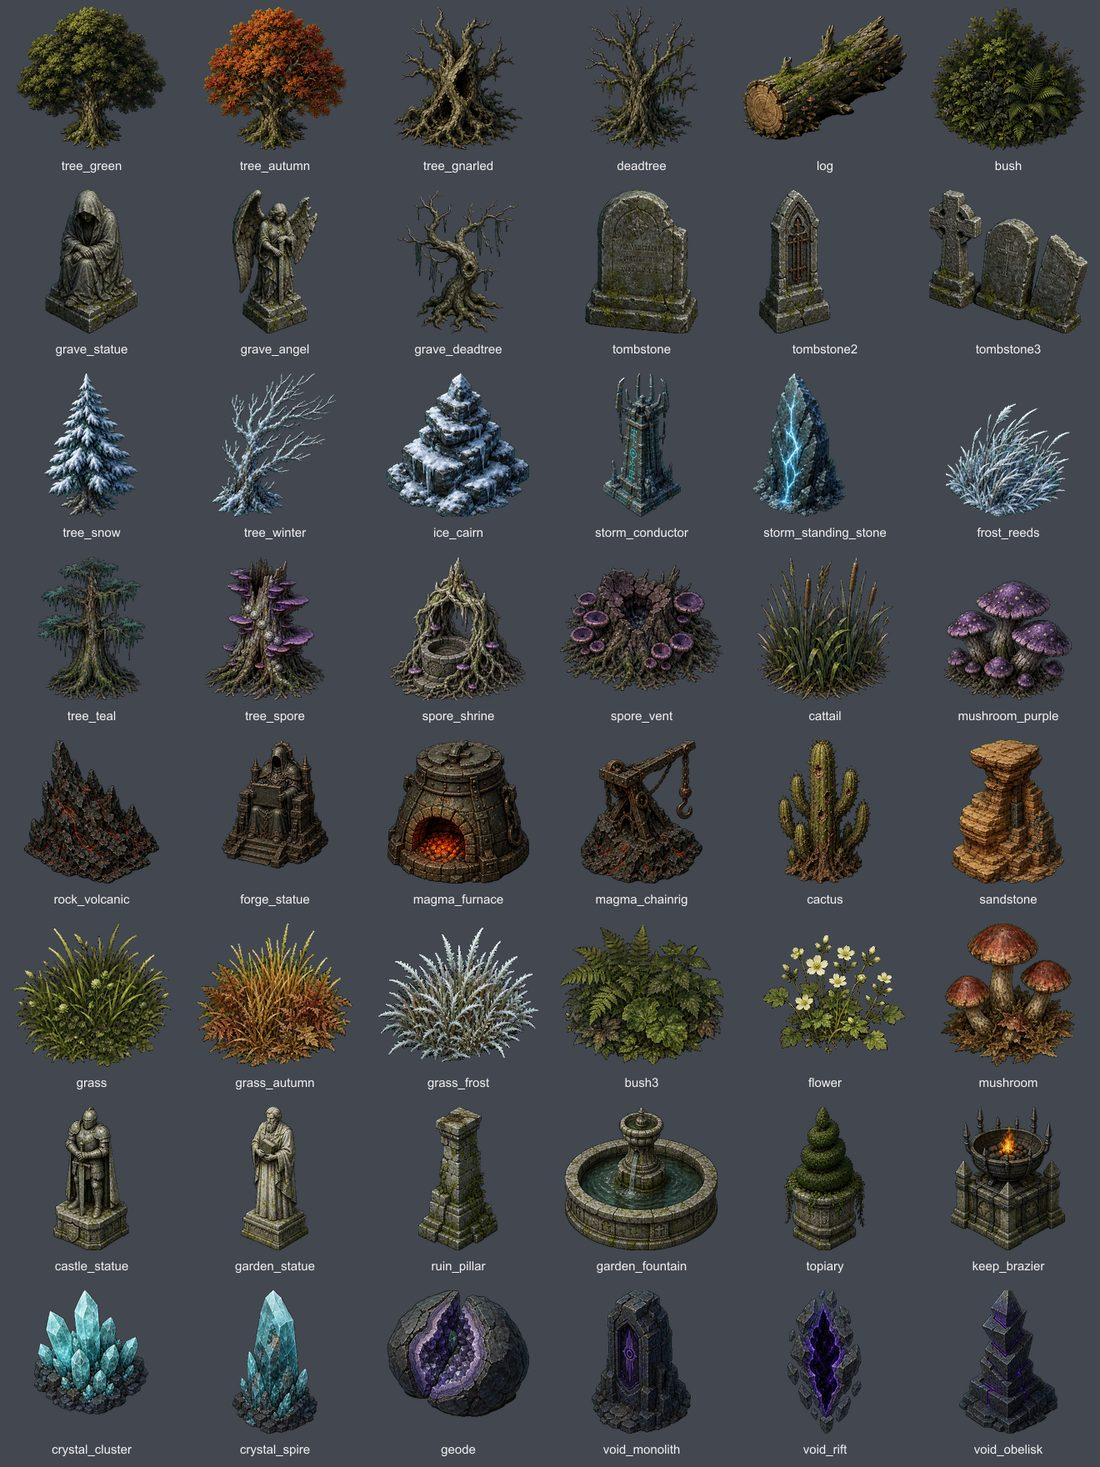 tree_green
tree_autumn
tree_gnarled
deadtree
log
bush
grave_statue
grave_angel
grave_deadtree
tombstone
tombstone2
tombstone3
tree_snow
tree_winter
ice_cairn
storm_conductor
storm_standing_stone
frost_reeds
tree_teal
tree_spore
spore_shrine
spore_vent
cattail
mushroom_purple
rock_volcanic
forge_statue
magma_furnace
magma_chainrig
cactus
sandstone
grass
grass_autumn
grass_frost
bush3
flower
mushroom
castle_statue
garden_statue
ruin_pillar
garden_fountain
topiary
keep_brazier
crystal_cluster
crystal_spire
geode
void_monolith
void_rift
void_obelisk